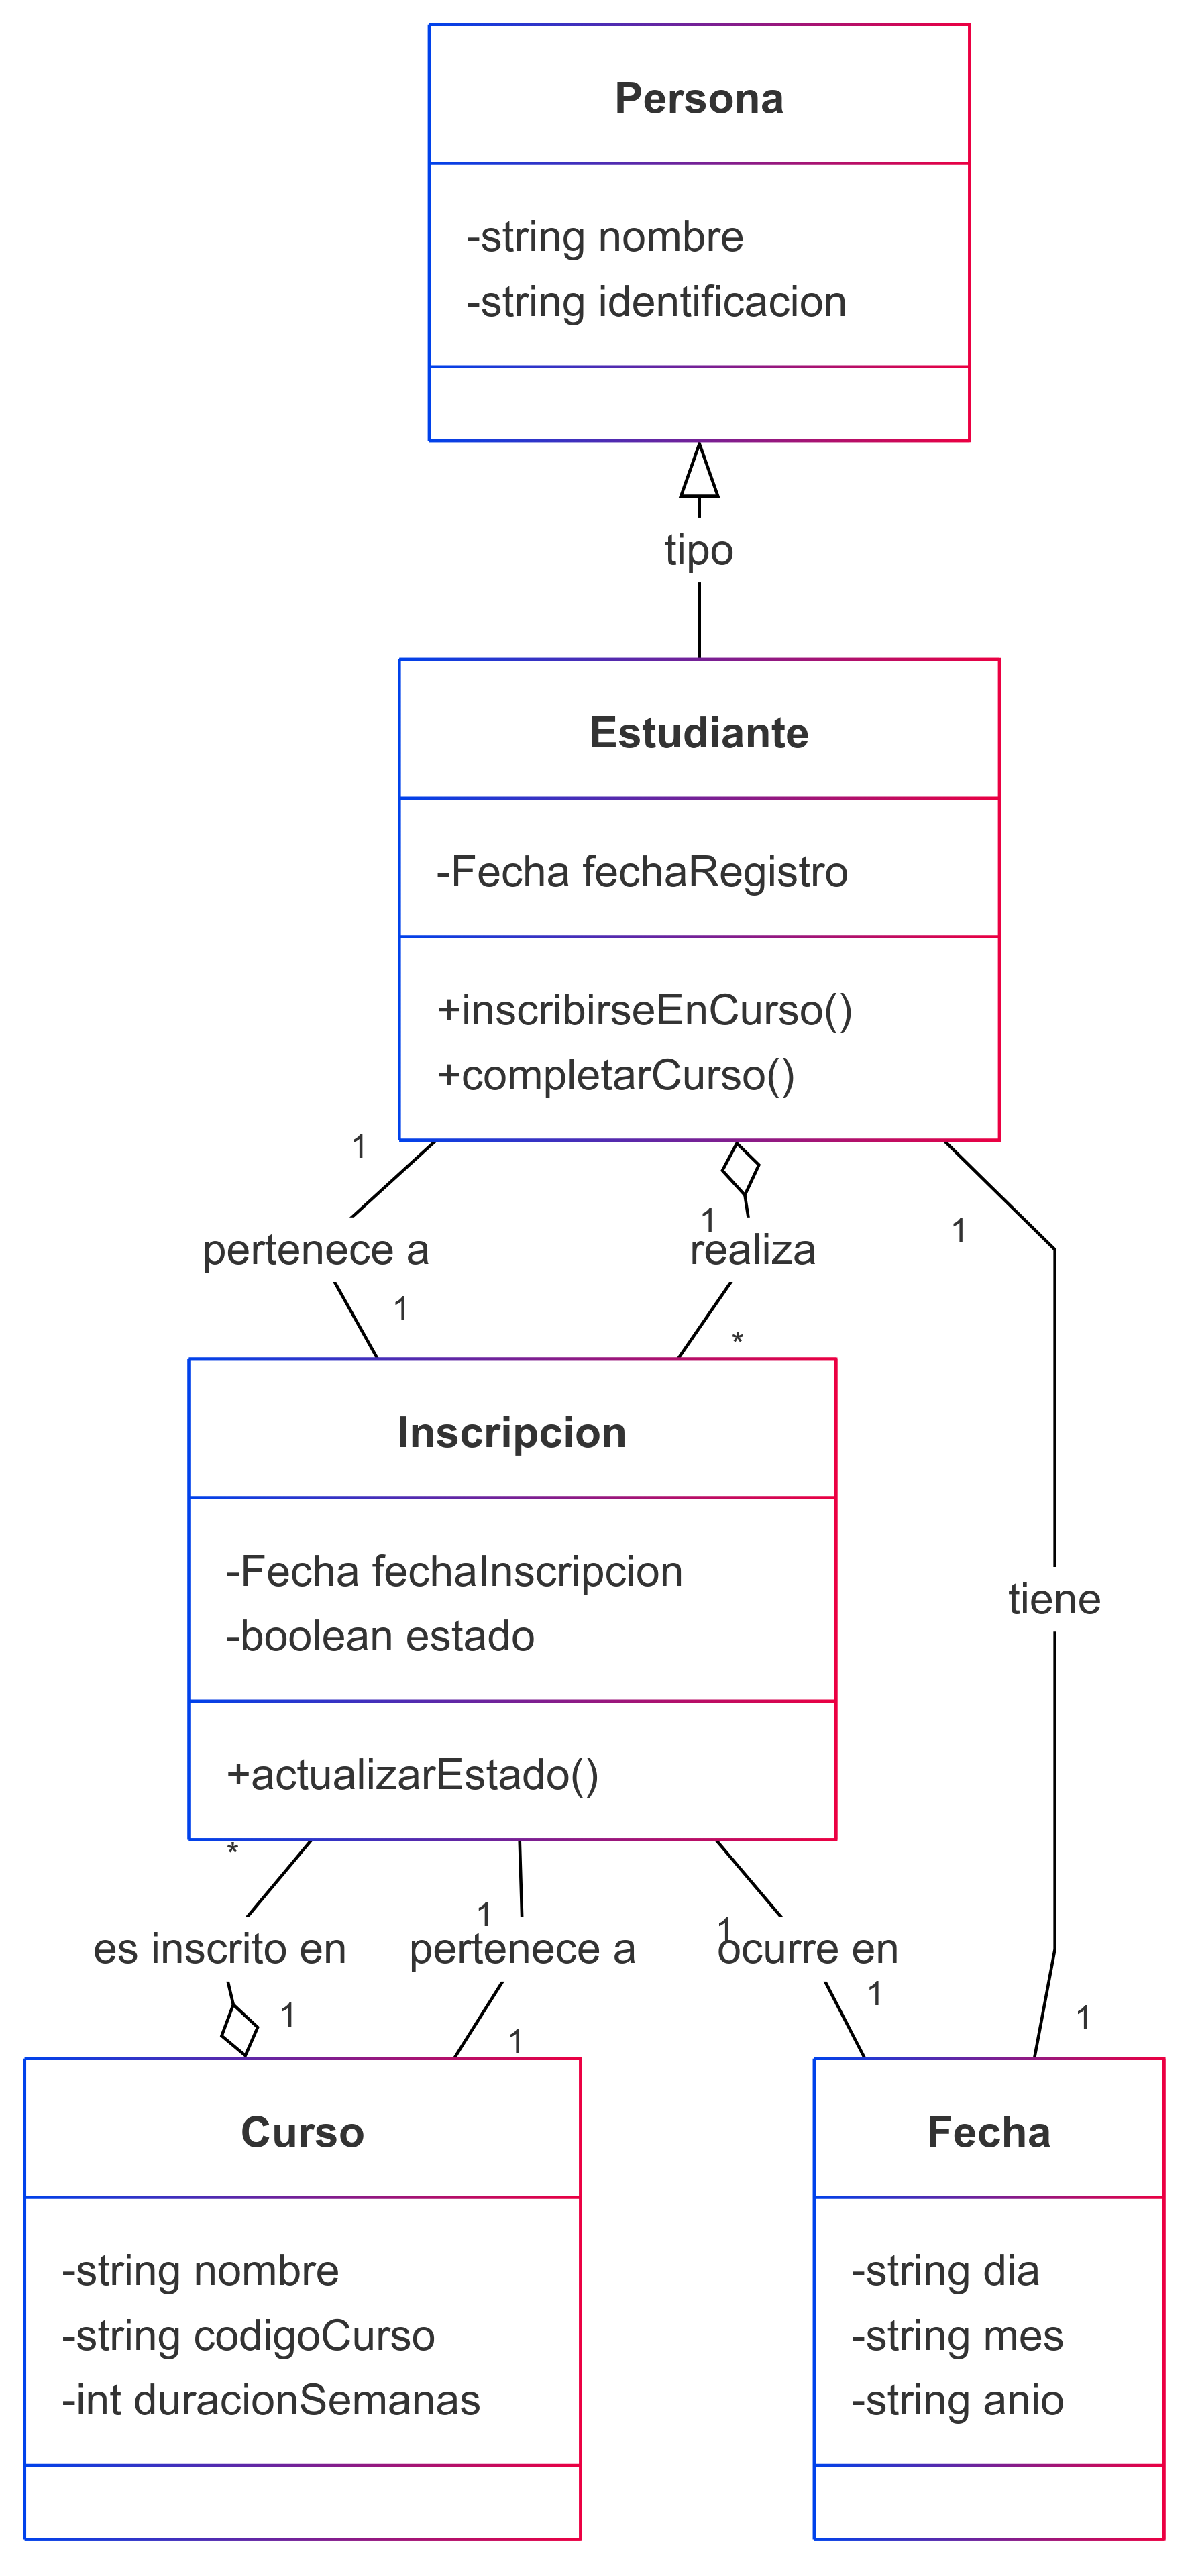 Persona
-string nombre
-string identificacion
tipo
Estudiante
-Fecha fechaRegistro
+inscribirseEnCurso()
+completarCurso()
1
1
1
pertenece a
realiza
1
*
Inscripcion
-Fecha fechaInscripcion
-boolean estado
tiene
+actualizarEstado()
*
1
1
es inscrito en
pertenece a
ocurre en
1
1
1
1
Curso
-string nombre
-string codigoCurso
-int duracionSemanas
Fecha
-string dia
-string mes
-string anio